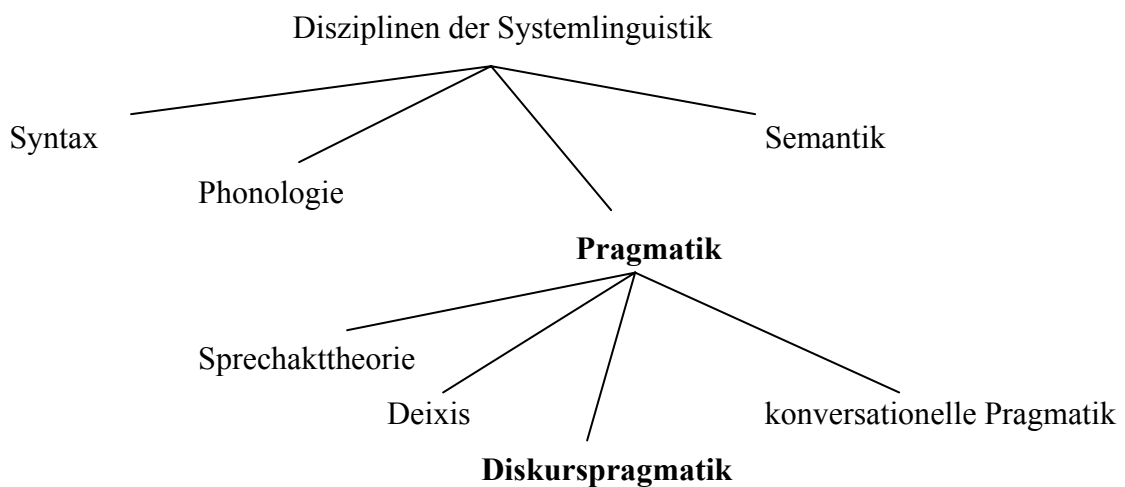 Disziplinen der Systemlinguistik
Syntax
Semantik
Phonologie
Pragmatik
Sprechakttheorie
Deixis
konversationelle Pragmatik
Diskurspragmatik